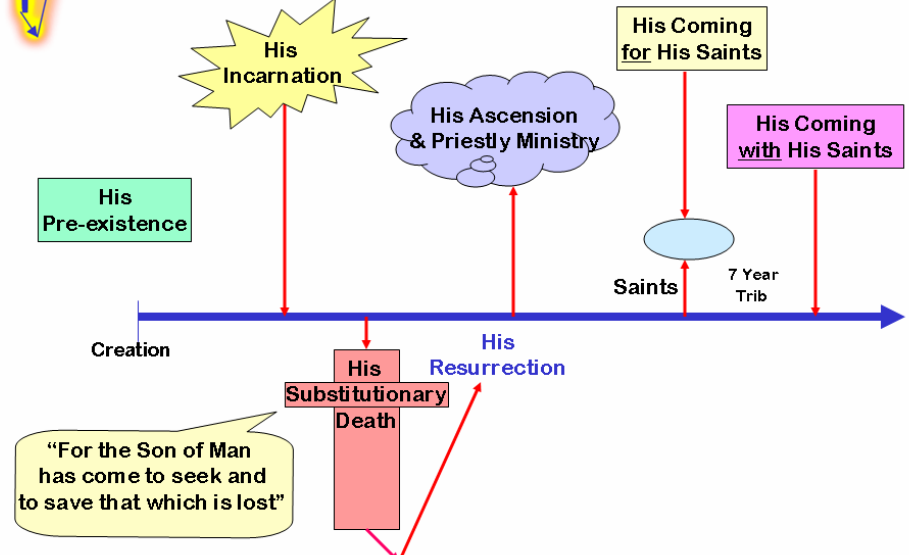 His
Incarnation
His Coming
for His Saints
His Ascension
& Priestly Ministry
His Coming
with His Saints
His
Pre-existence
Saints
7 Year
Trib
Creation
His
Resurrection
His
Substitutionary
Death
“For the Son of Man
has come to seek and
to save that which is lost”